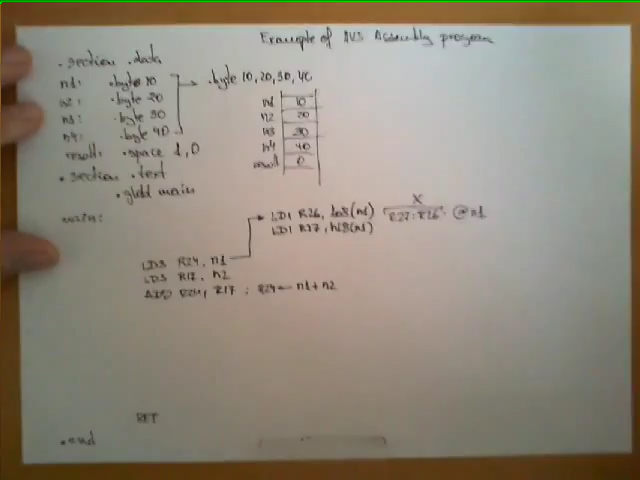 Example of AVS Assembly program
.section .data
n1: .byte 10 → .byte 10, 20, 30, 40
n2: .byte 20
n3: .byte 30
n4: .byte 40
result: .space 1,0
n1 10
n2 20
n3 30
n4 40
result 0
.section .text
.globl main
main:
LDI R26, lo8(n1) X R27:R26: @n1
LDI R27, hi8(n1)
LDS R24, n1
LDS R17, n2
ADD R24, R17 ; R24 ← n1+n2
RET
.end